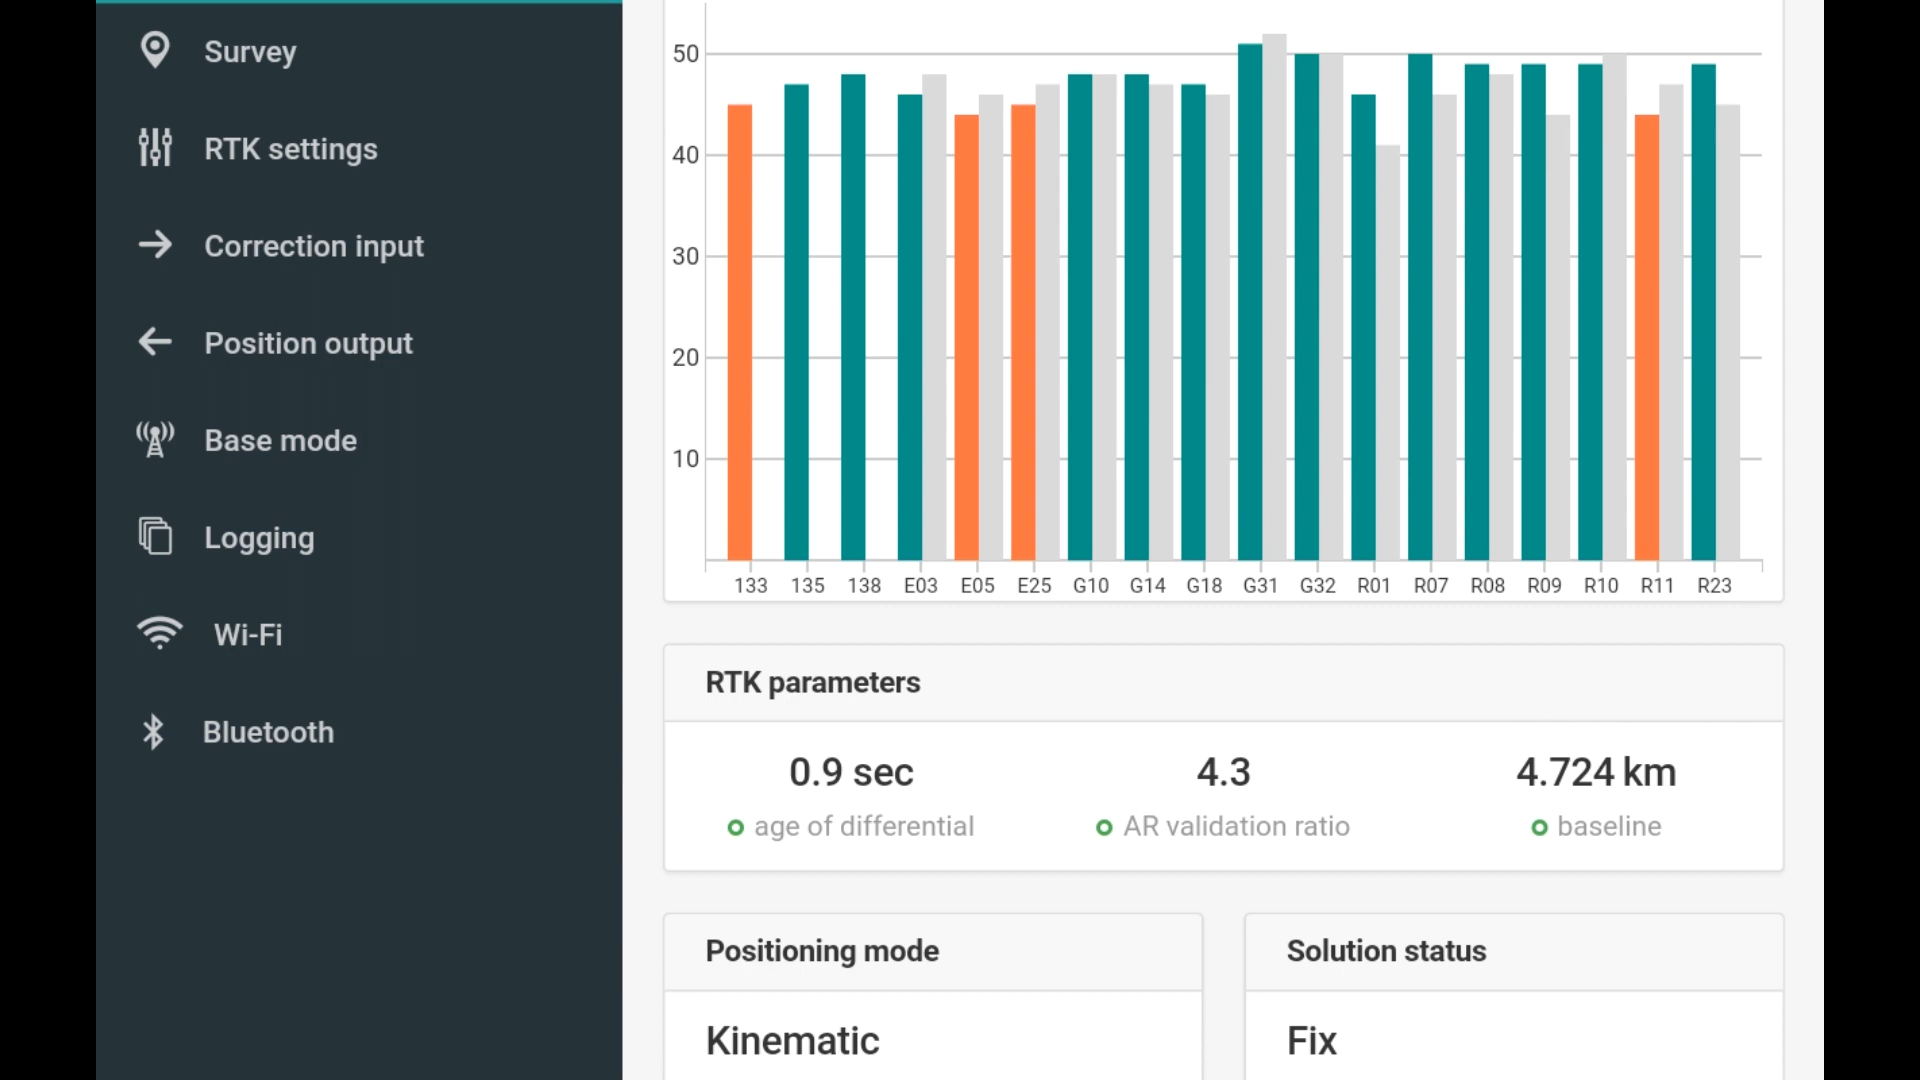 Survey
RTK settings
Correction input
Position output
Base mode
Logging
Wi-Fi
Bluetooth
50
40
30
20
10
133 135 138 E03 E05 E25 G10 G14 G18 G31 G32 R01 R07 R08 R09 R10 R11 R23
RTK parameters
0.9 sec 4.3 4.724 km
age of differential AR validation ratio baseline
Positioning mode Solution status
Kinematic Fix